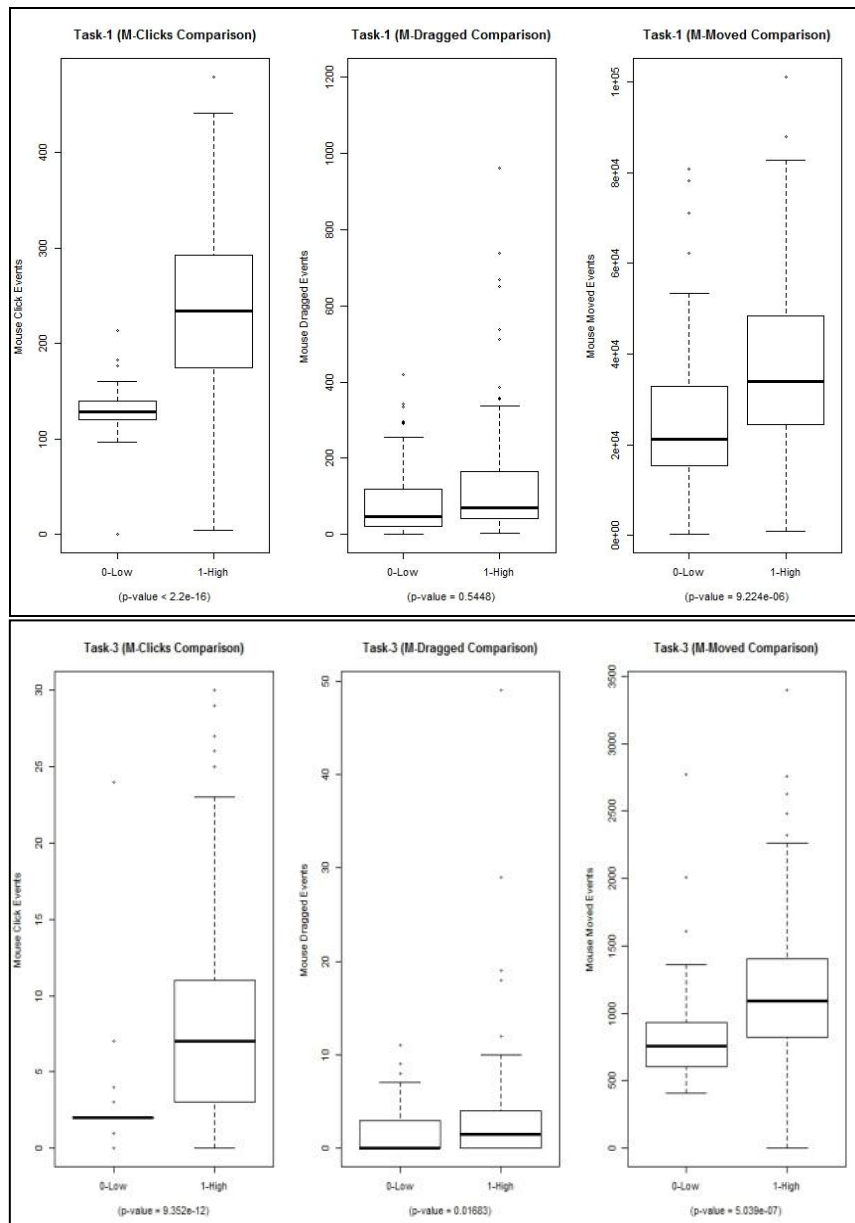 Task-1 (M-Clicks Comparison)
Mouse Click Events
400
300
200
100
0
0-Low 1-High
(p-value < 2.2e-16)
Task-1 (M-Dragged Comparison)
Mouse Dragged Events
1200
1000
800
600
400
200
0
0-Low 1-High
(p-value = 0.5448)
Task-1 (M-Moved Comparison)
Mouse Moved Events
1e+05
8e+04
6e+04
4e+04
2e+04
0e+00
0-Low 1-High
(p-value = 9.224e-06)
Task-3 (M-Clicks Comparison)
Mouse Click Events
30
25
20
15
10
5
0
0-Low 1-High
(p-value = 9.352e-12)
Task-3 (M-Dragged Comparison)
Mouse Dragged Events
50
40
30
20
10
0
0-Low 1-High
(p-value = 0.01683)
Task-3 (M-Moved Comparison)
Mouse Moved Events
3500
3000
2500
2000
1500
1000
500
0
0-Low 1-High
(p-value = 5.039e-07)